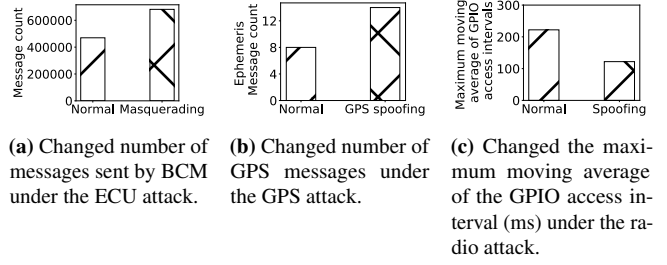 Message count
600000
400000
200000
0
Normal Masquerading
Ephemeris
Message count
12
8
4
0
Normal GPS spoofing
Maximum moving
average of GPIO
access intervals
300
200
100
0
Normal Spoofing
(a) Changed number of
messages sent by BCM
under the ECU attack.
(b) Changed number of
GPS messages under
the GPS attack.
(c) Changed the maxi-
mum moving average
of the GPIO access in-
terval (ms) under the ra-
dio attack.